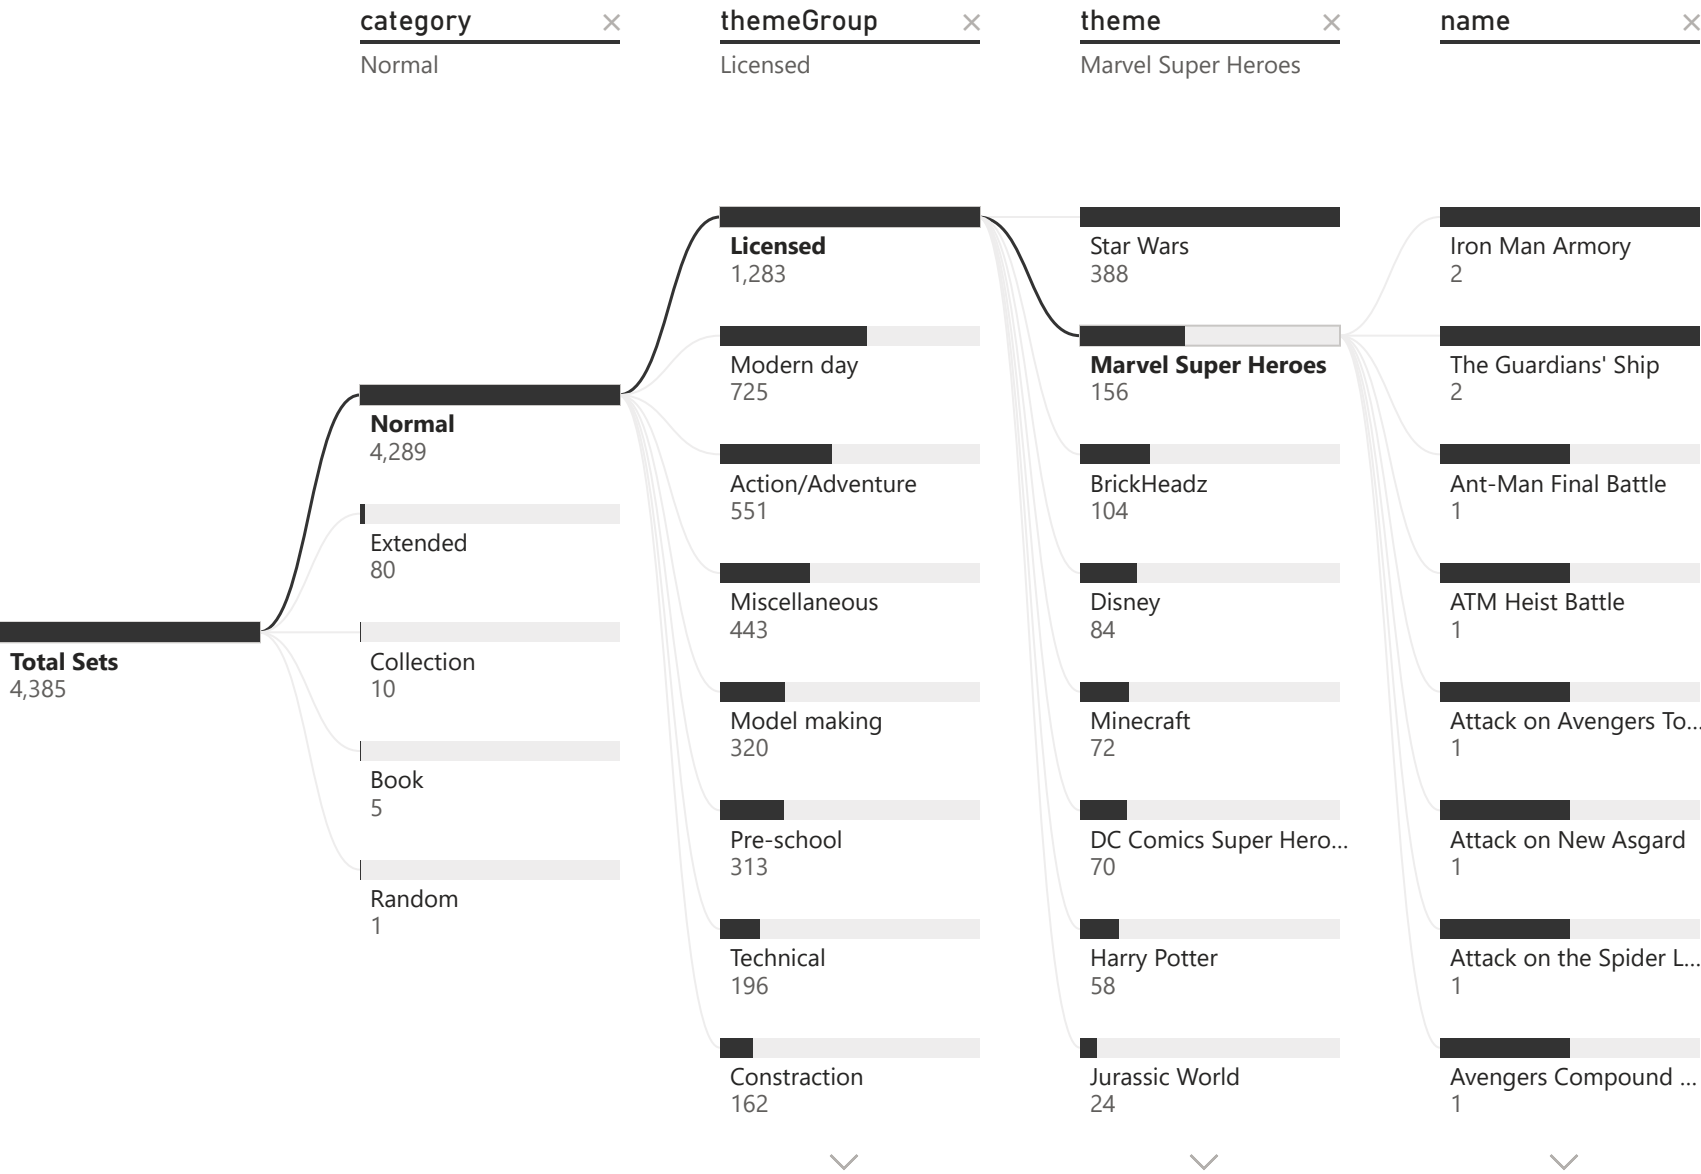 category
themeGroup
theme
name
Normal
Licensed
Marvel Super Heroes
Total Sets
4,385
Normal
4,289
Extended
80
Collection
10
Book
5
Random
1
Licensed
1,283
Modern day
725
Action/Adventure
551
Miscellaneous
443
Model making
320
Pre-school
313
Technical
196
Constraction
162
Star Wars
388
Marvel Super Heroes
156
BrickHeadz
104
Disney
84
Minecraft
72
DC Comics Super Hero...
70
Harry Potter
58
Jurassic World
24
Iron Man Armory
2
The Guardians' Ship
2
Ant-Man Final Battle
1
ATM Heist Battle
1
Attack on Avengers To...
1
Attack on New Asgard
1
Attack on the Spider L...
1
Avengers Compound ...
1